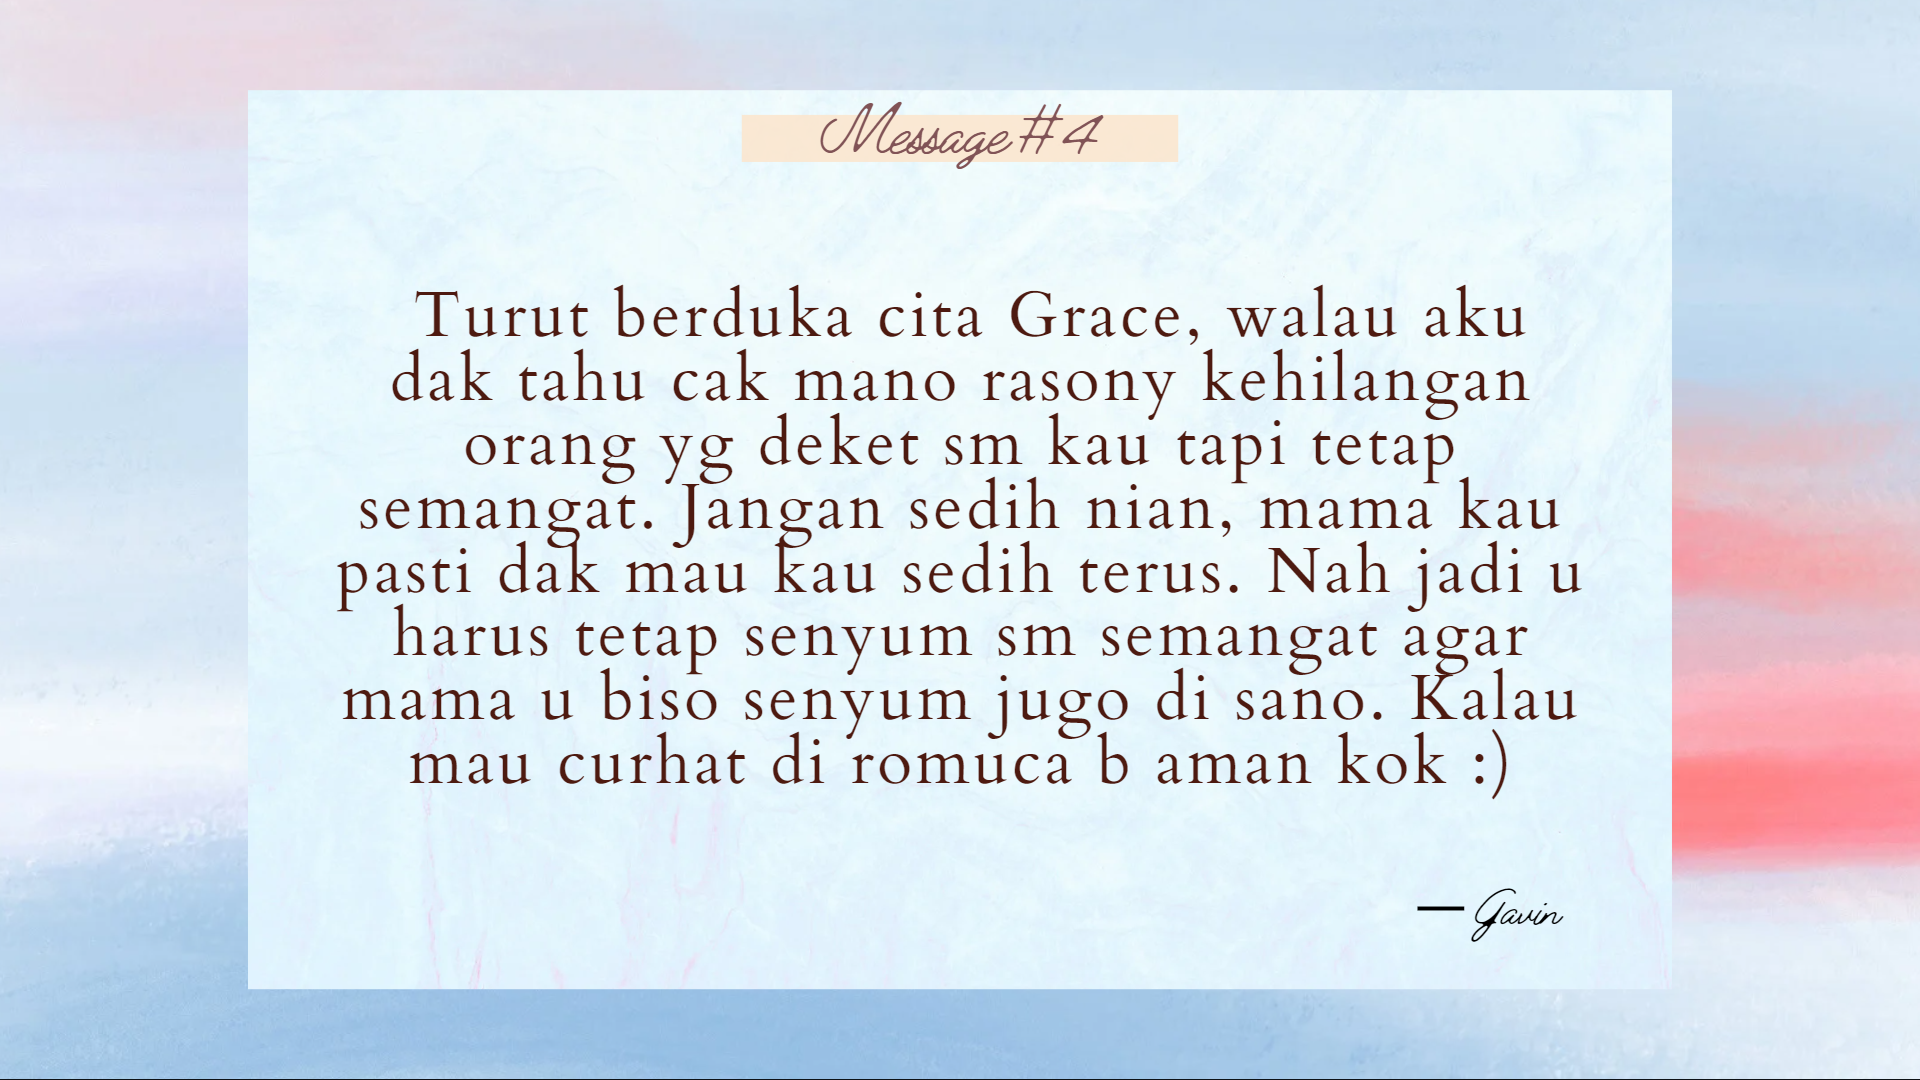 Message #4
Turut berduka cita Grace, walau aku
dak tahu cak mano rasony kehilangan
orang yg deket sm kau tapi tetap
semangat. Jangan sedih nian, mama kau
pasti dak mau kau sedih terus. Nah jadi u
harus tetap senyum sm semangat agar
mama u biso senyum jugo di sano. Kalau
mau curhat di romuca b aman kok :)
— Gavin